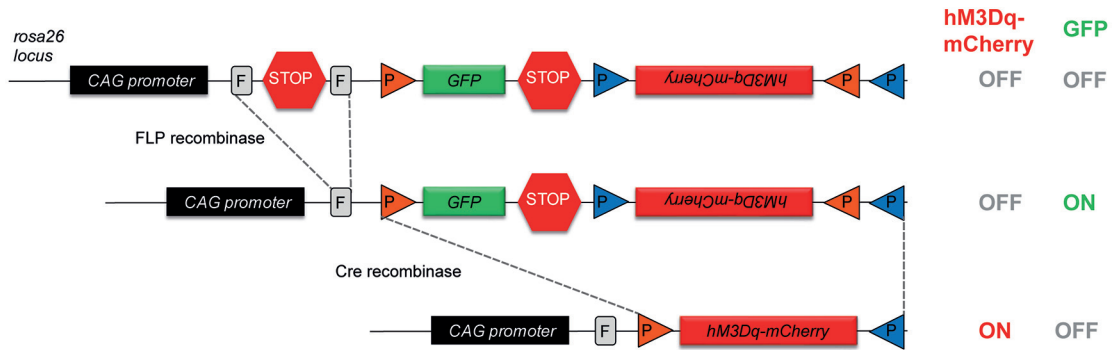 hM3Dq-
mCherry
GFP
rosa26
locus
CAG promoter F STOP F P GFP STOP P hM3Dq-mCherry P P OFF OFF
FLP recombinase
CAG promoter F P GFP STOP P hM3Dq-mCherry P P OFF ON
Cre recombinase
CAG promoter F P hM3Dq-mCherry P ON OFF